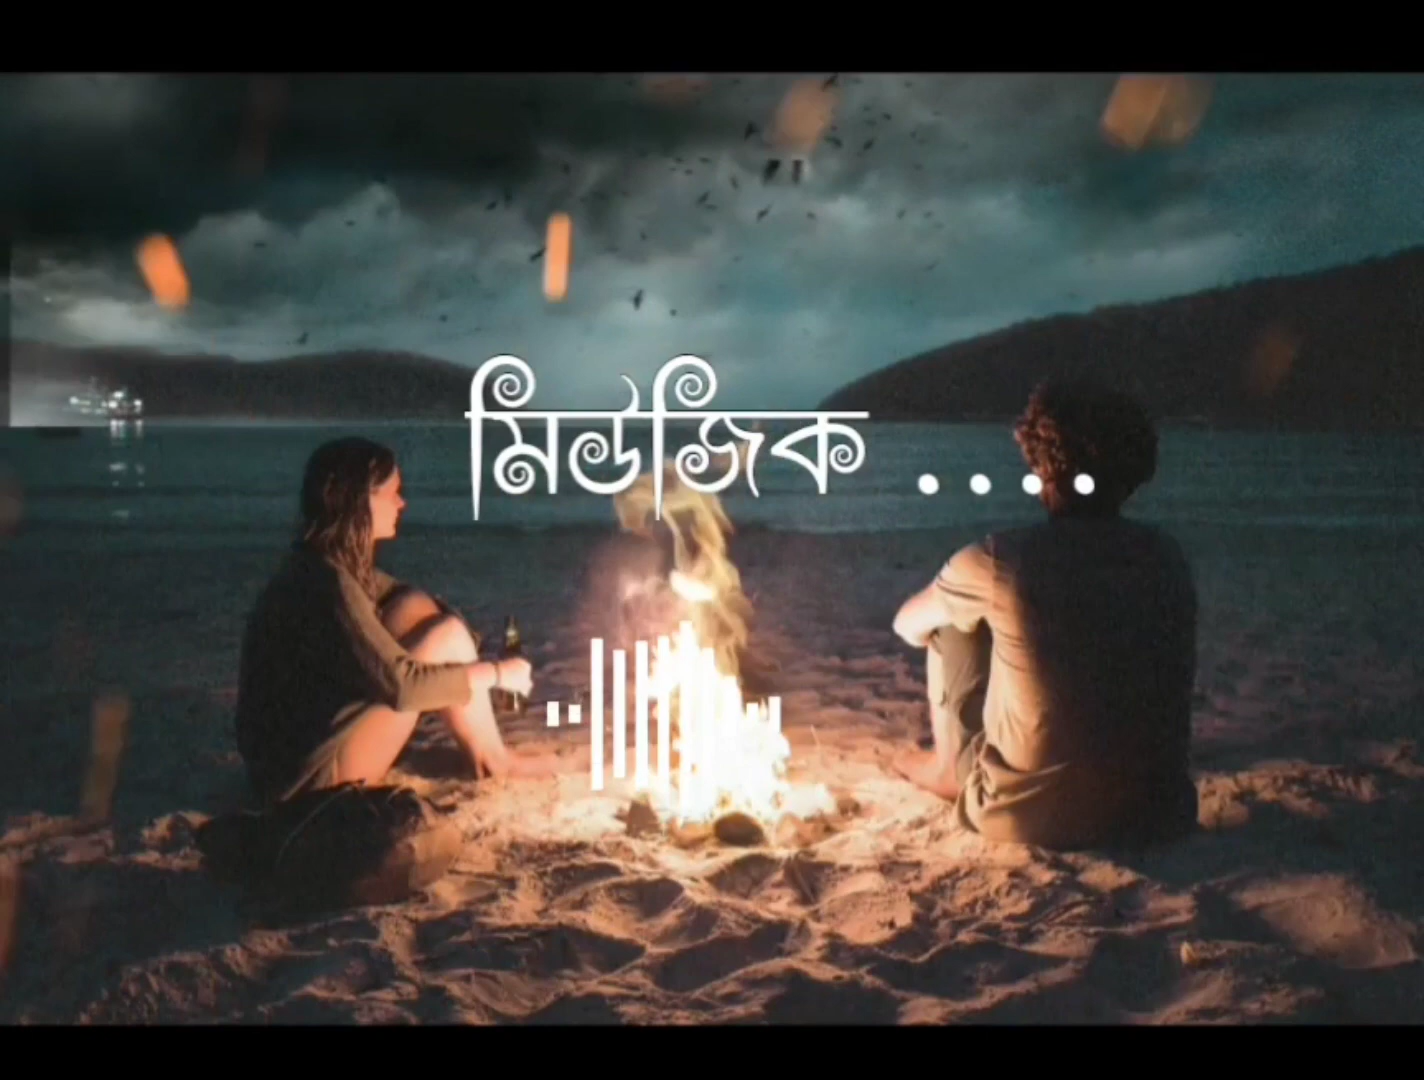 মিউজিক . . . .